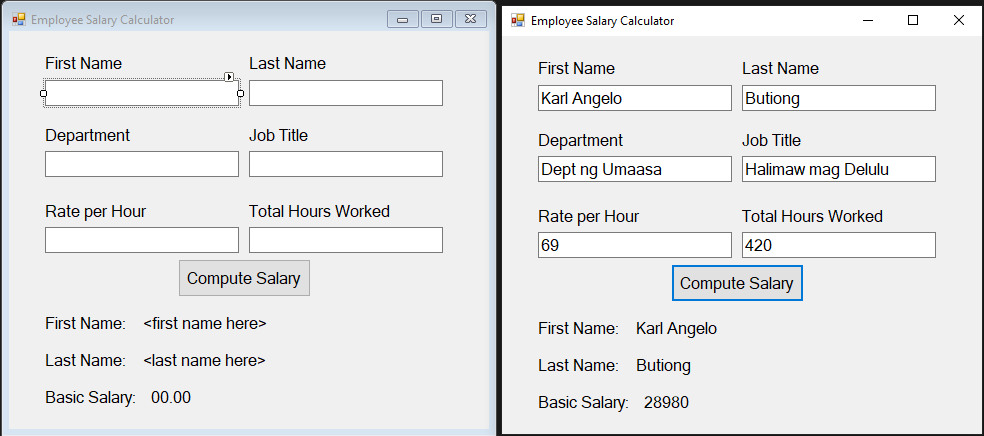 Employee Salary Calculator
First Name Last Name
Department Job Title
Rate per Hour Total Hours Worked
Compute Salary
First Name: <first name here>
Last Name: <last name here>
Basic Salary: 00.00
Employee Salary Calculator
First Name Last Name
Karl Angelo Butiong
Department Job Title
Dept ng Umaasa Halimaw mag Delulu
Rate per Hour Total Hours Worked
69 420
Compute Salary
First Name: Karl Angelo
Last Name: Butiong
Basic Salary: 28980